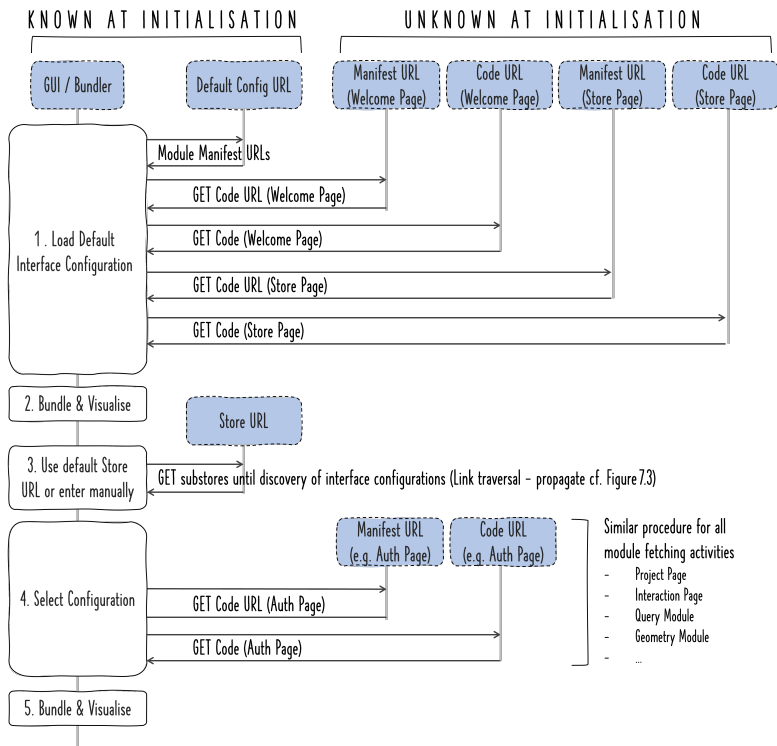 KNOWN AT INITIALISATION
UNKNOWN AT INITIALISATION
GUI / Bundler
Default Config URL
Manifest URL
(Welcome Page)
Code URL
(Welcome Page)
Manifest URL
(Store Page)
Code URL
(Store Page)
Module Manifest URLs
GET Code URL (Welcome Page)
1 . Load Default
Interface Configuration
GET Code (Welcome Page)
GET Code URL (Store Page)
GET Code (Store Page)
2. Bundle & Visualise
Store URL
3. Use default Store
URL or enter manually
GET substores until discovery of interface configurations (Link traversal - propagate cf. Figure 7.3)
Manifest URL
(e.g. Auth Page)
Code URL
(e.g. Auth Page)
Similar procedure for all
module fetching activities
- Project Page
- Interaction Page
- Query Module
- Geometry Module
- ...
4. Select Configuration
GET Code URL (Auth Page)
GET Code (Auth Page)
5. Bundle & Visualise